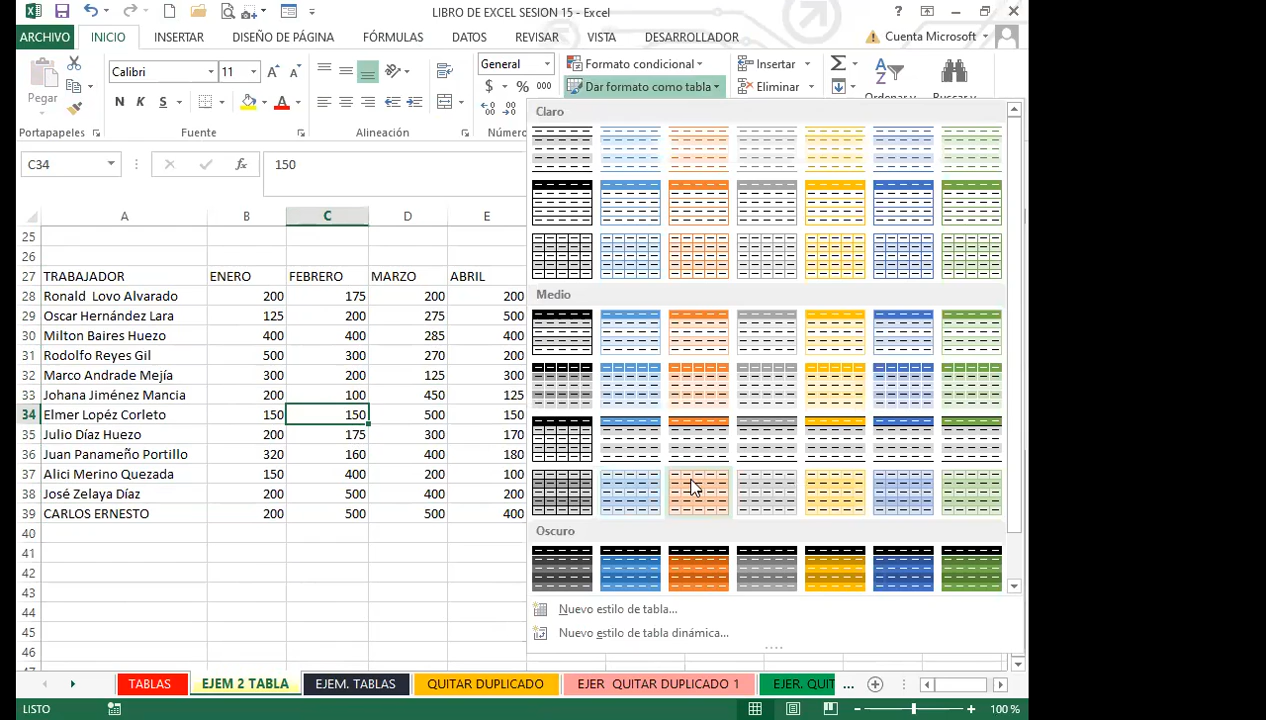 LIBRO DE EXCEL SESION 15 - Excel
ARCHIVO INICIO INSERTAR DISEÑO DE PÁGINA FÓRMULAS DATOS REVISAR VISTA DESARROLLADOR Cuenta Microsoft
Calibri 11 General Formato condicional Insertar
Pegar $ % 000 Dar formato como tabla Eliminar
N K S
Portapapeles Fuente Alineación
C34 fx 150
A B C D E
25
26
27 TRABAJADOR ENERO FEBRERO MARZO ABRIL
28 Ronald Lovo Alvarado 200 175 200 200
29 Oscar Hernández Lara 125 200 275 500
30 Milton Baires Huezo 400 400 285 400
31 Rodolfo Reyes Gil 500 300 270 200
32 Marco Andrade Mejía 300 200 125 300
33 Johana Jiménez Mancia 200 100 450 125
34 Elmer Lopéz Corleto 150 150 500 150
35 Julio Díaz Huezo 200 175 300 170
36 Juan Panameño Portillo 320 160 400 180
37 Alici Merino Quezada 150 400 200 100
38 José Zelaya Díaz 200 500 400 200
39 CARLOS ERNESTO 200 500 500 400
40
41
42
43
44
45
46
Claro
Medio
Oscuro
Nuevo estilo de tabla...
Nuevo estilo de tabla dinámica...
TABLAS EJEM 2 TABLA EJEM. TABLAS QUITAR DUPLICADO EJER QUITAR DUPLICADO 1 EJER. QUIT ...
LISTO 100 %